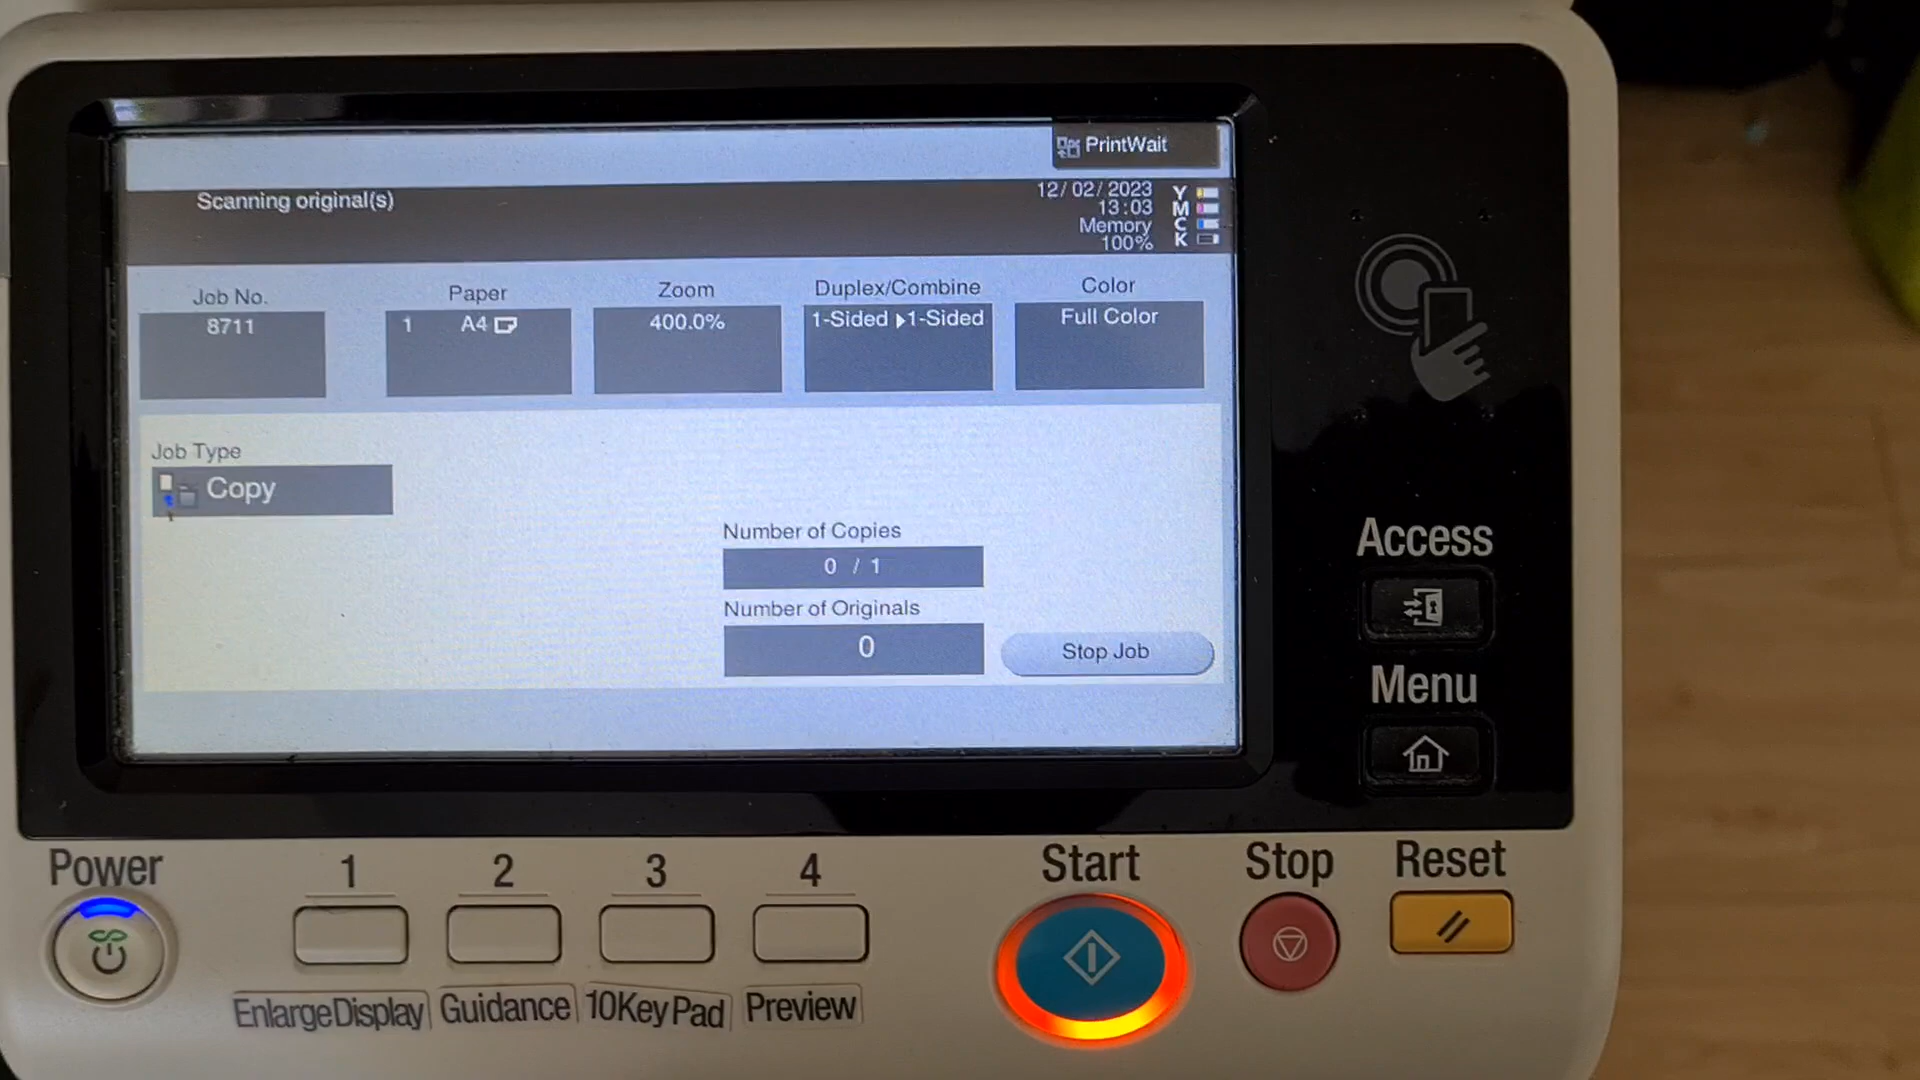 PrintWait
Scanning original(s)
12/02/2023
13:03
Memory
100%
Y
M
C
K
Job No.
8711
Paper
1 A4
Zoom
400.0%
Duplex/Combine
1-Sided 1-Sided
Color
Full Color
Job Type
Copy
Number of Copies
0 / 1
Number of Originals
0
Stop Job
Access
Menu
Power
1
2
3
4
Start
Stop
Reset
EnlargeDisplay
Guidance
10KeyPad
Preview